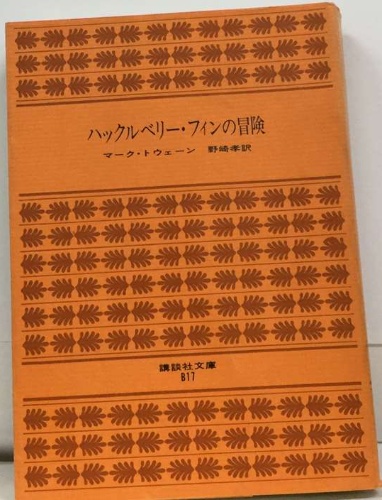 ハックルベリー・フィンの冒険
マーク・トウェーン 野崎孝訳
講談社文庫
B17